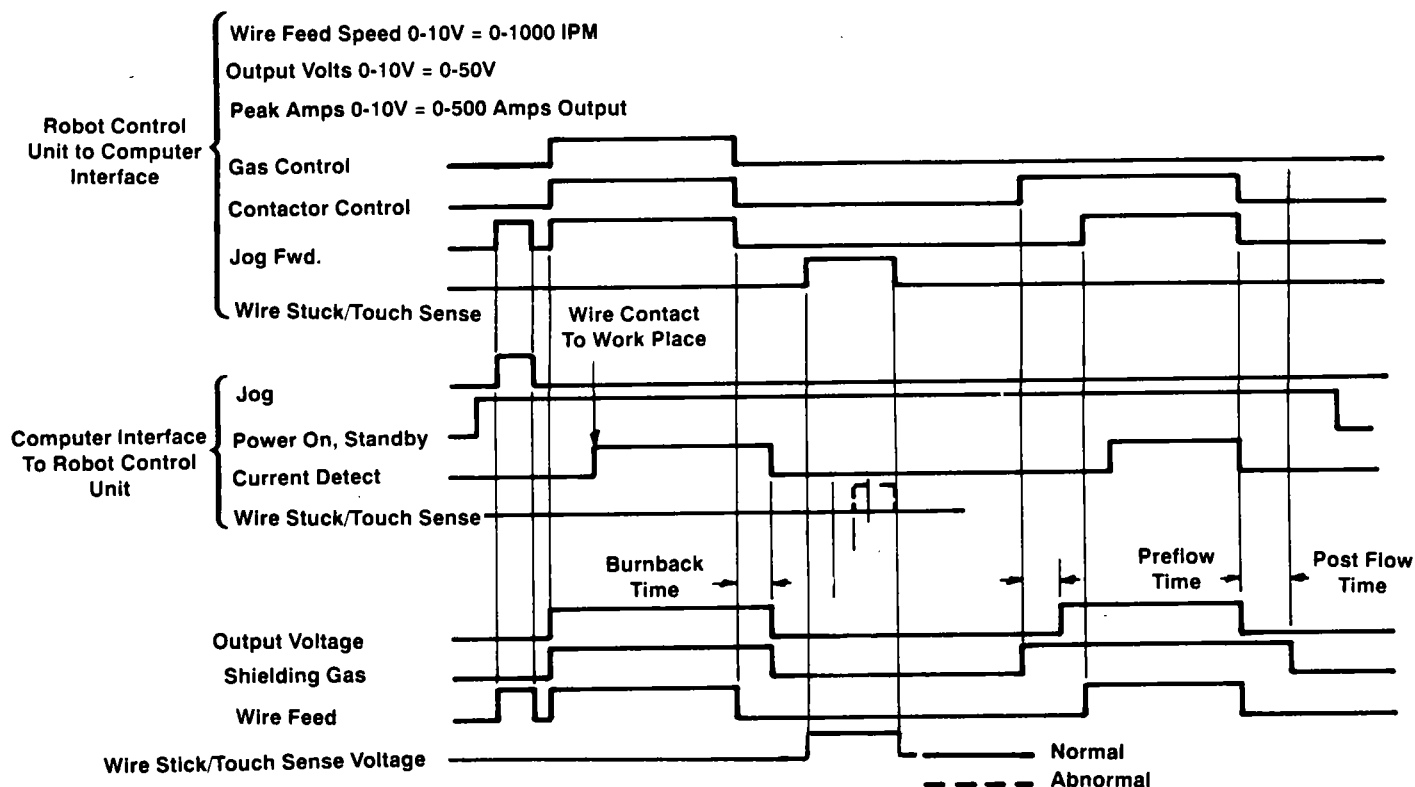 Wire Feed Speed 0-10V = 0-1000 IPM
Output Volts 0-10V = 0-50V
Peak Amps 0-10V = 0-500 Amps Output
Robot Control
Unit to Computer
Interface
Gas Control
Contactor Control
Jog Fwd.
Wire Stuck/Touch Sense
Wire Contact
To Work Place
Computer Interface
To Robot Control
Unit
Jog
Power On, Standby
Current Detect
Wire Stuck/Touch Sense
Burnback
Time
Preflow
Time
Post Flow
Time
Output Voltage
Shielding Gas
Wire Feed
Wire Stick/Touch Sense Voltage
Normal
Abnormal